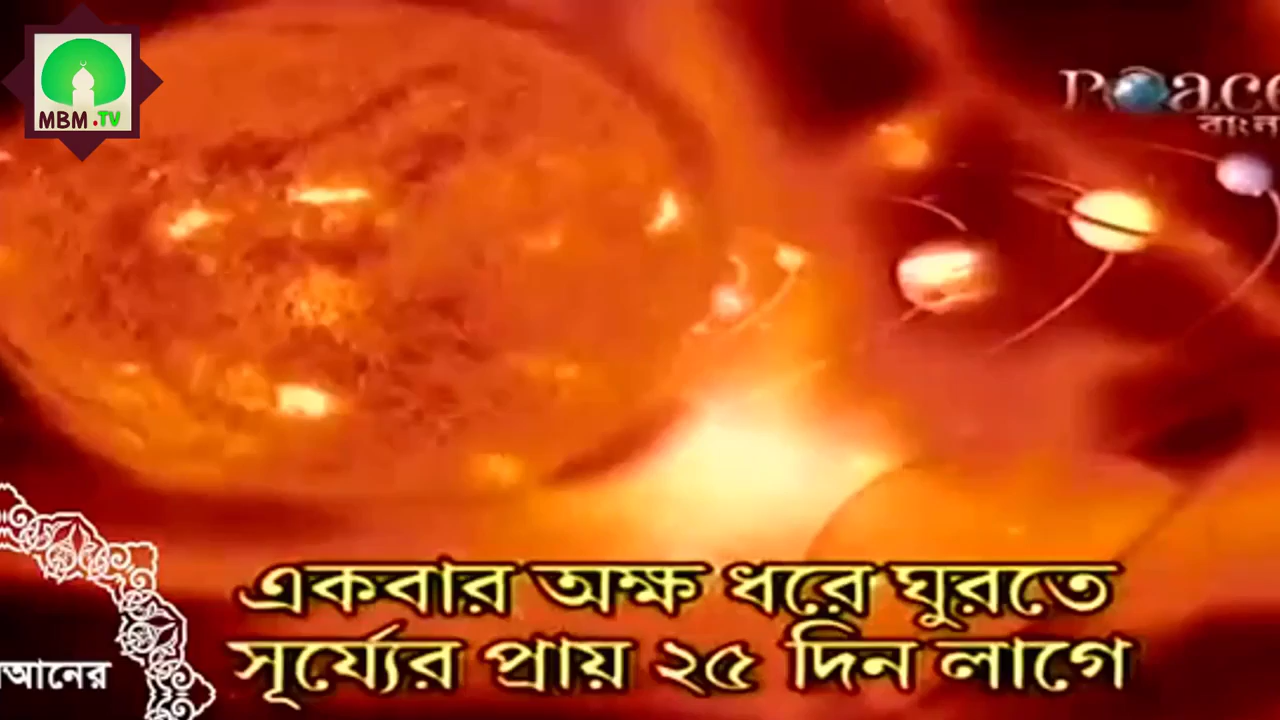 MBM.TV
Peace
বাংলা
একবার অক্ষ ধরে ঘুরতে
সূর্য্যের প্রায় ২৫ দিন লাগে
আনের